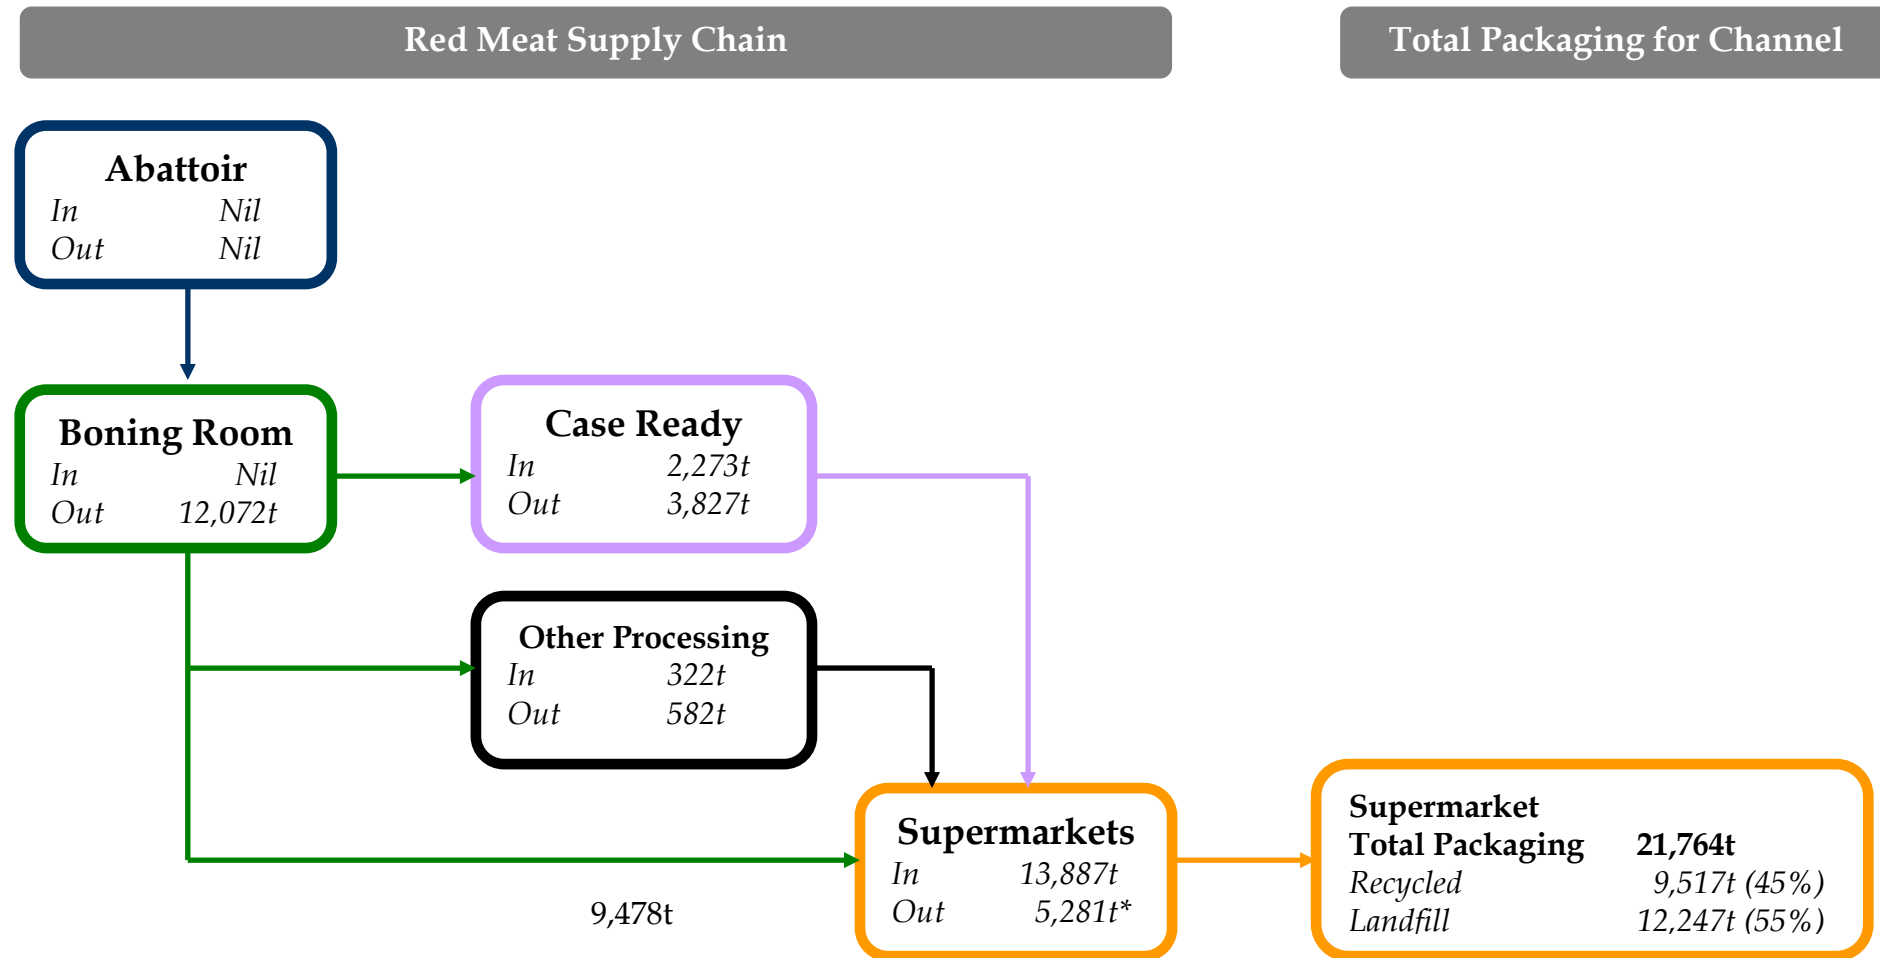 Red Meat Supply Chain
Total Packaging for Channel
Abattoir
In Nil
Out Nil
Boning Room
In Nil
Out 12,072t
Case Ready
In 2,273t
Out 3,827t
Other Processing
In 322t
Out 582t
Supermarkets
In 13,887t
Out 5,281t*
9,478t
Supermarket
Total Packaging 21,764t
Recycled 9,517t (45%)
Landfill 12,247t (55%)